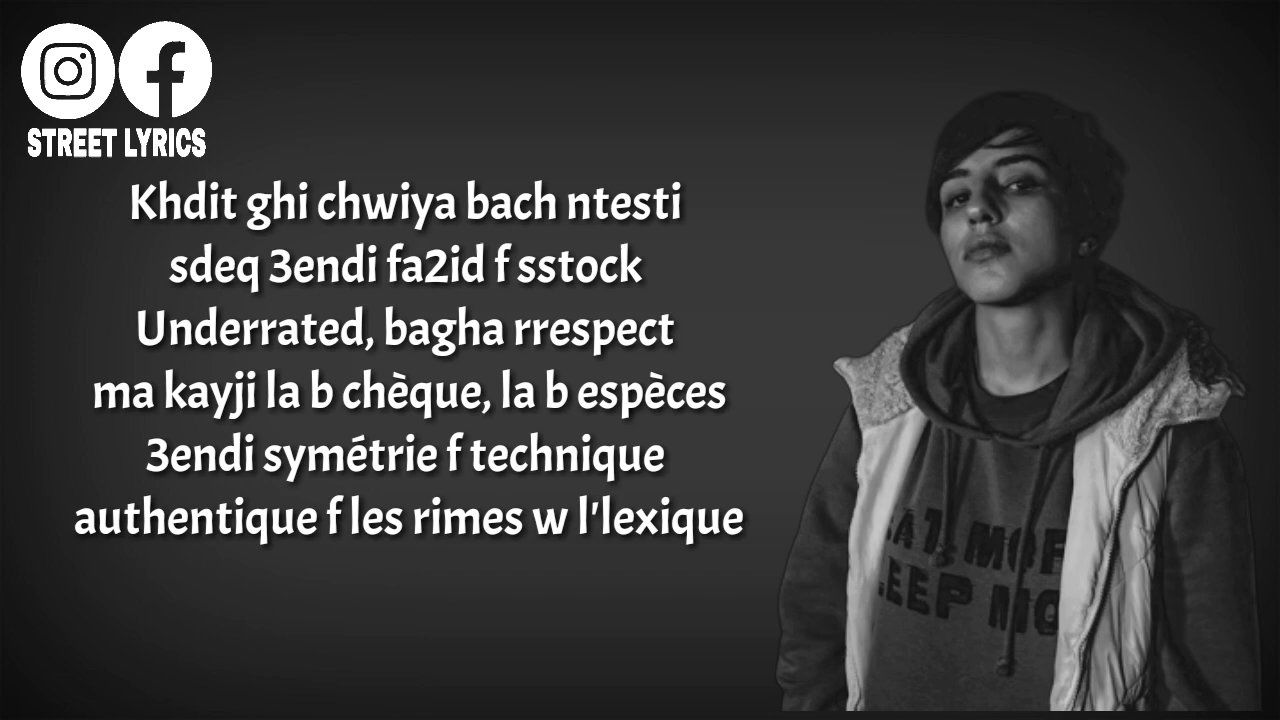 STREET LYRICS
Khdit ghi chwiya bach ntesti
sdeq 3endi fa2id f sstock
Underrated, bagha rrespect
ma kayji la b chèque, la b espèces
3endi symétrie f technique
authentique f les rimes w l'lexique